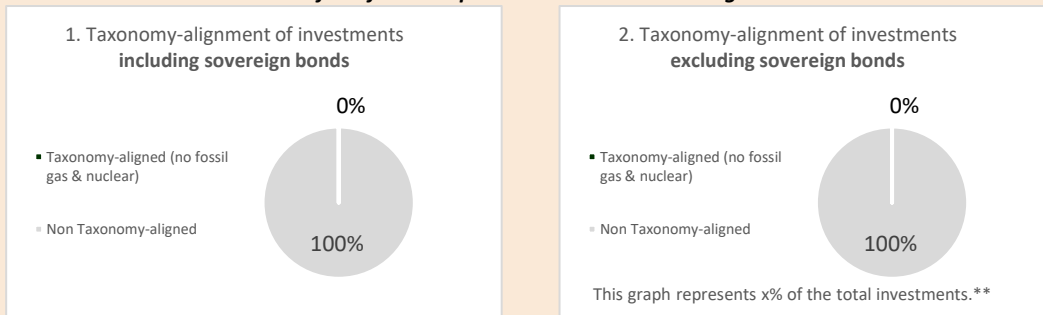 1. Taxonomy-alignment of investments
including sovereign bonds
0%
Taxonomy-aligned (no fossil
gas & nuclear)
Non Taxonomy-aligned
100%
2. Taxonomy-alignment of investments
excluding sovereign bonds
0%
Taxonomy-aligned (no fossil
gas & nuclear)
Non Taxonomy-aligned
100%
This graph represents x% of the total investments.**